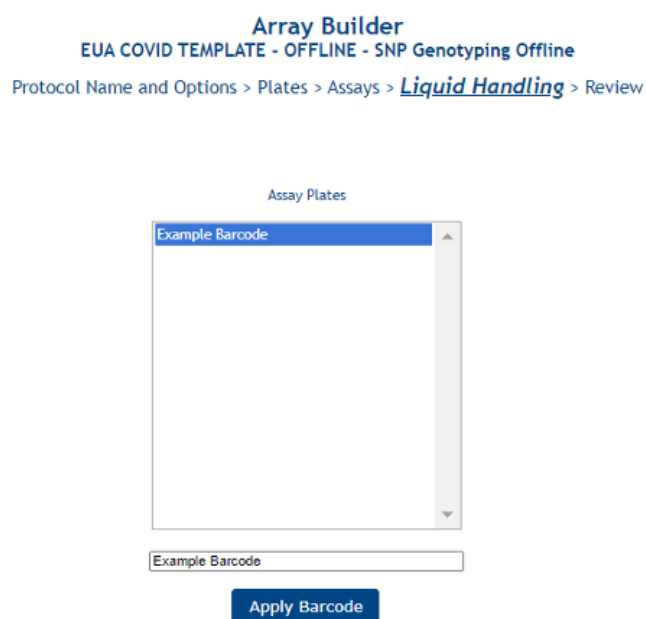 Array Builder
EUA COVID TEMPLATE - OFFLINE - SNP Genotyping Offline
Protocol Name and Options > Plates > Assays > Liquid Handling > Review
Assay Plates
Example Barcode
Example Barcode
Apply Barcode